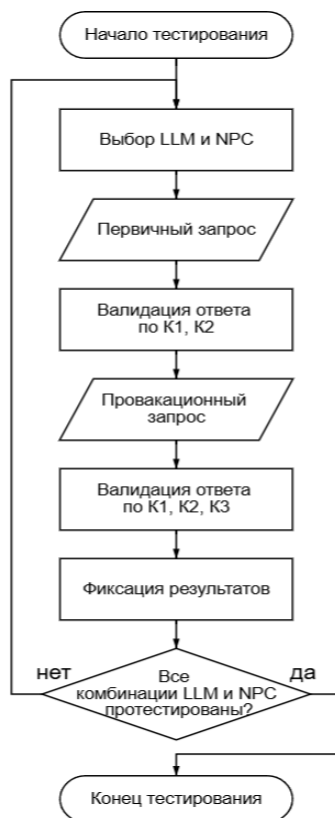 Начало тестирования
Выбор LLM и NPC
Первичный запрос
Валидация ответа
по К1, К2
Провакационный
запрос
Валидация ответа
по К1, К2, К3
Фиксация результатов
нет
Все
да
комбинации LLM и NPC
протестированы?
Конец тестирования